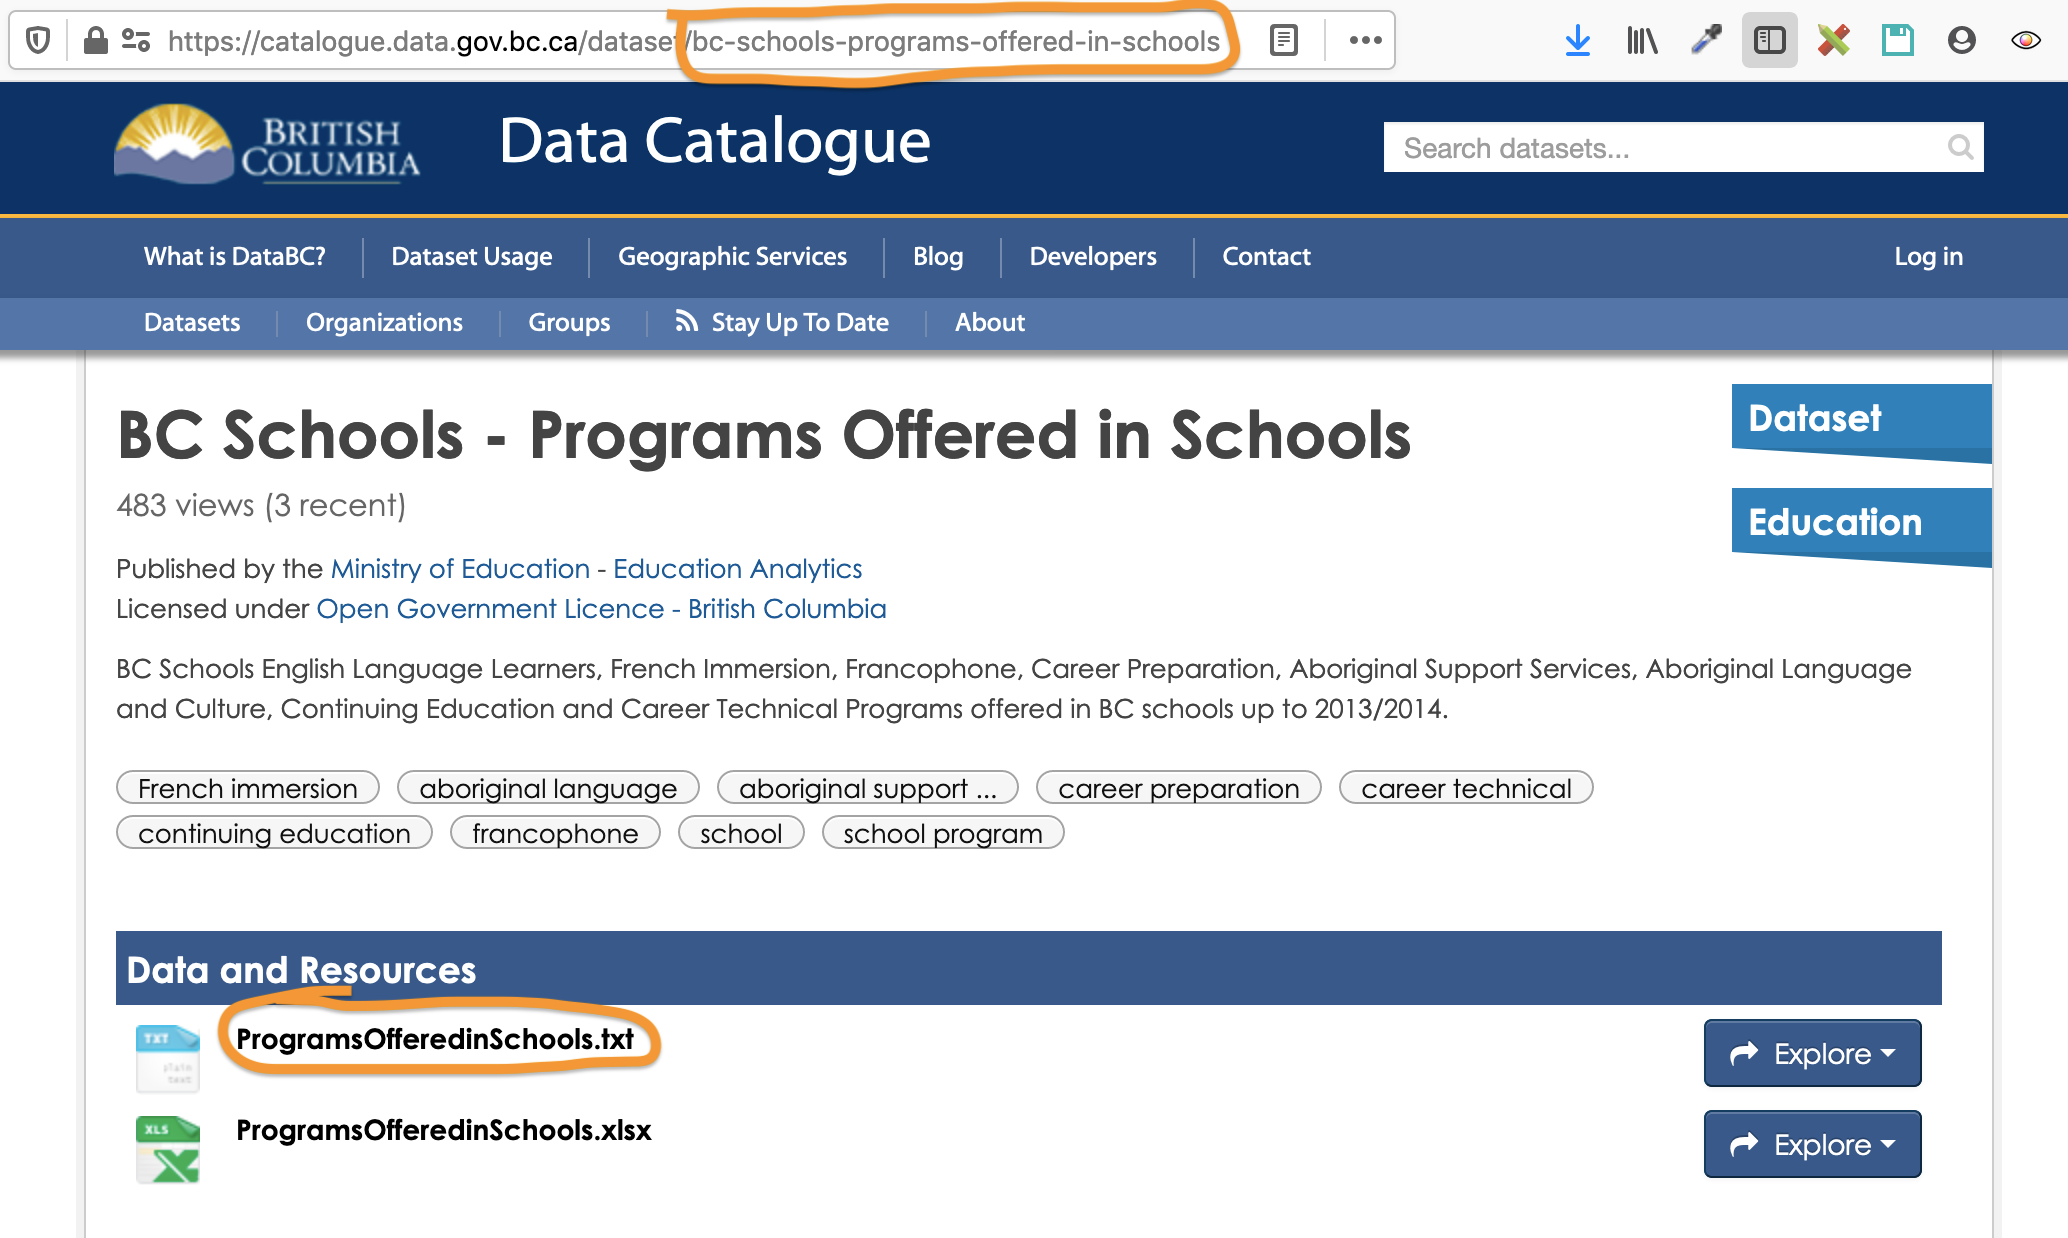 https://catalogue.data.gov.bc.ca/dataset/bc-schools-programs-offered-in-schools
BRITISH
COLUMBIA
Data Catalogue
Search datasets...
What is DataBC?
Dataset Usage
Geographic Services
Blog
Developers
Contact
Log in
Datasets
Organizations
Groups
Stay Up To Date
About
BC Schools - Programs Offered in Schools
Dataset
483 views (3 recent)
Education
Published by the Ministry of Education - Education Analytics
Licensed under Open Government Licence - British Columbia
BC Schools English Language Learners, French Immersion, Francophone, Career Preparation, Aboriginal Support Services, Aboriginal Language
and Culture, Continuing Education and Career Technical Programs offered in BC schools up to 2013/2014.
French immersion
aboriginal language
aboriginal support ...
career preparation
career technical
continuing education
francophone
school
school program
Data and Resources
TXT
plain
text
ProgramsOfferedinSchools.txt
Explore
XLS
ProgramsOfferedinSchools.xlsx
Explore